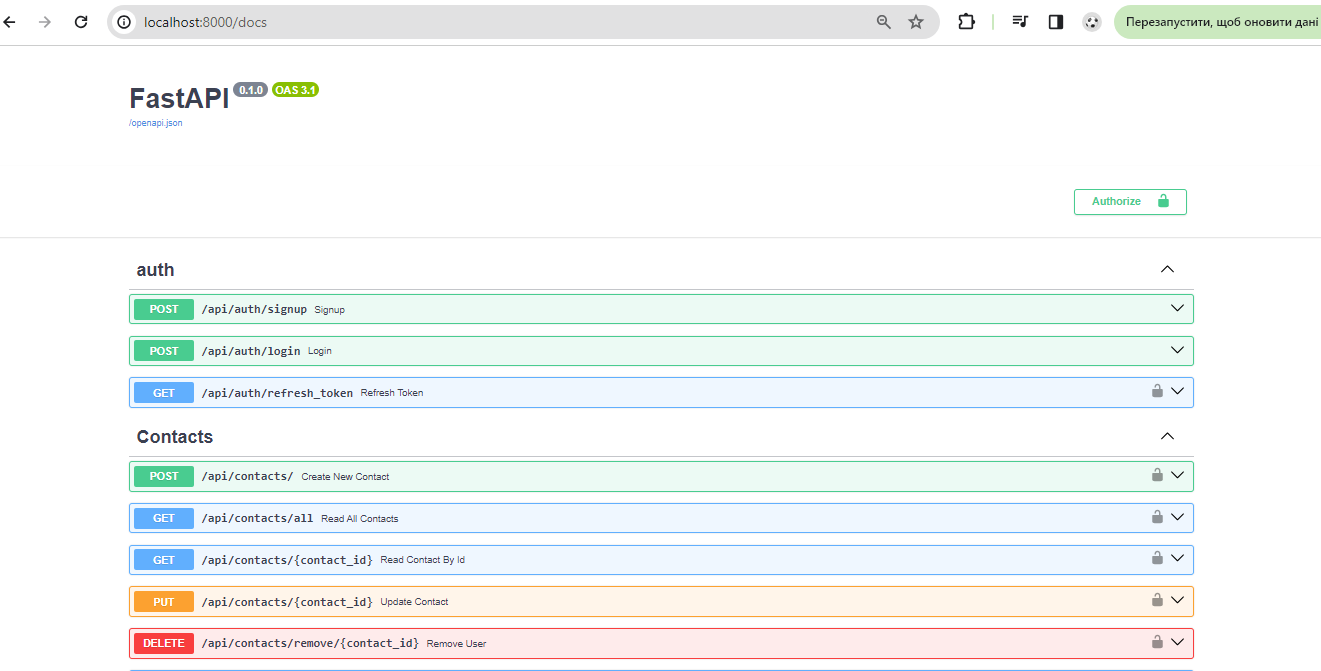 localhost:8000/docs
Перезапустити, щоб оновити дані
FastAPI 0.1.0 OAS 3.1
/openapi.json
Authorize
auth
POST /api/auth/signup Signup
POST /api/auth/login Login
GET /api/auth/refresh_token Refresh Token
Contacts
POST /api/contacts/ Create New Contact
GET /api/contacts/all Read All Contacts
GET /api/contacts/{contact_id} Read Contact By Id
PUT /api/contacts/{contact_id} Update Contact
DELETE /api/contacts/remove/{contact_id} Remove User